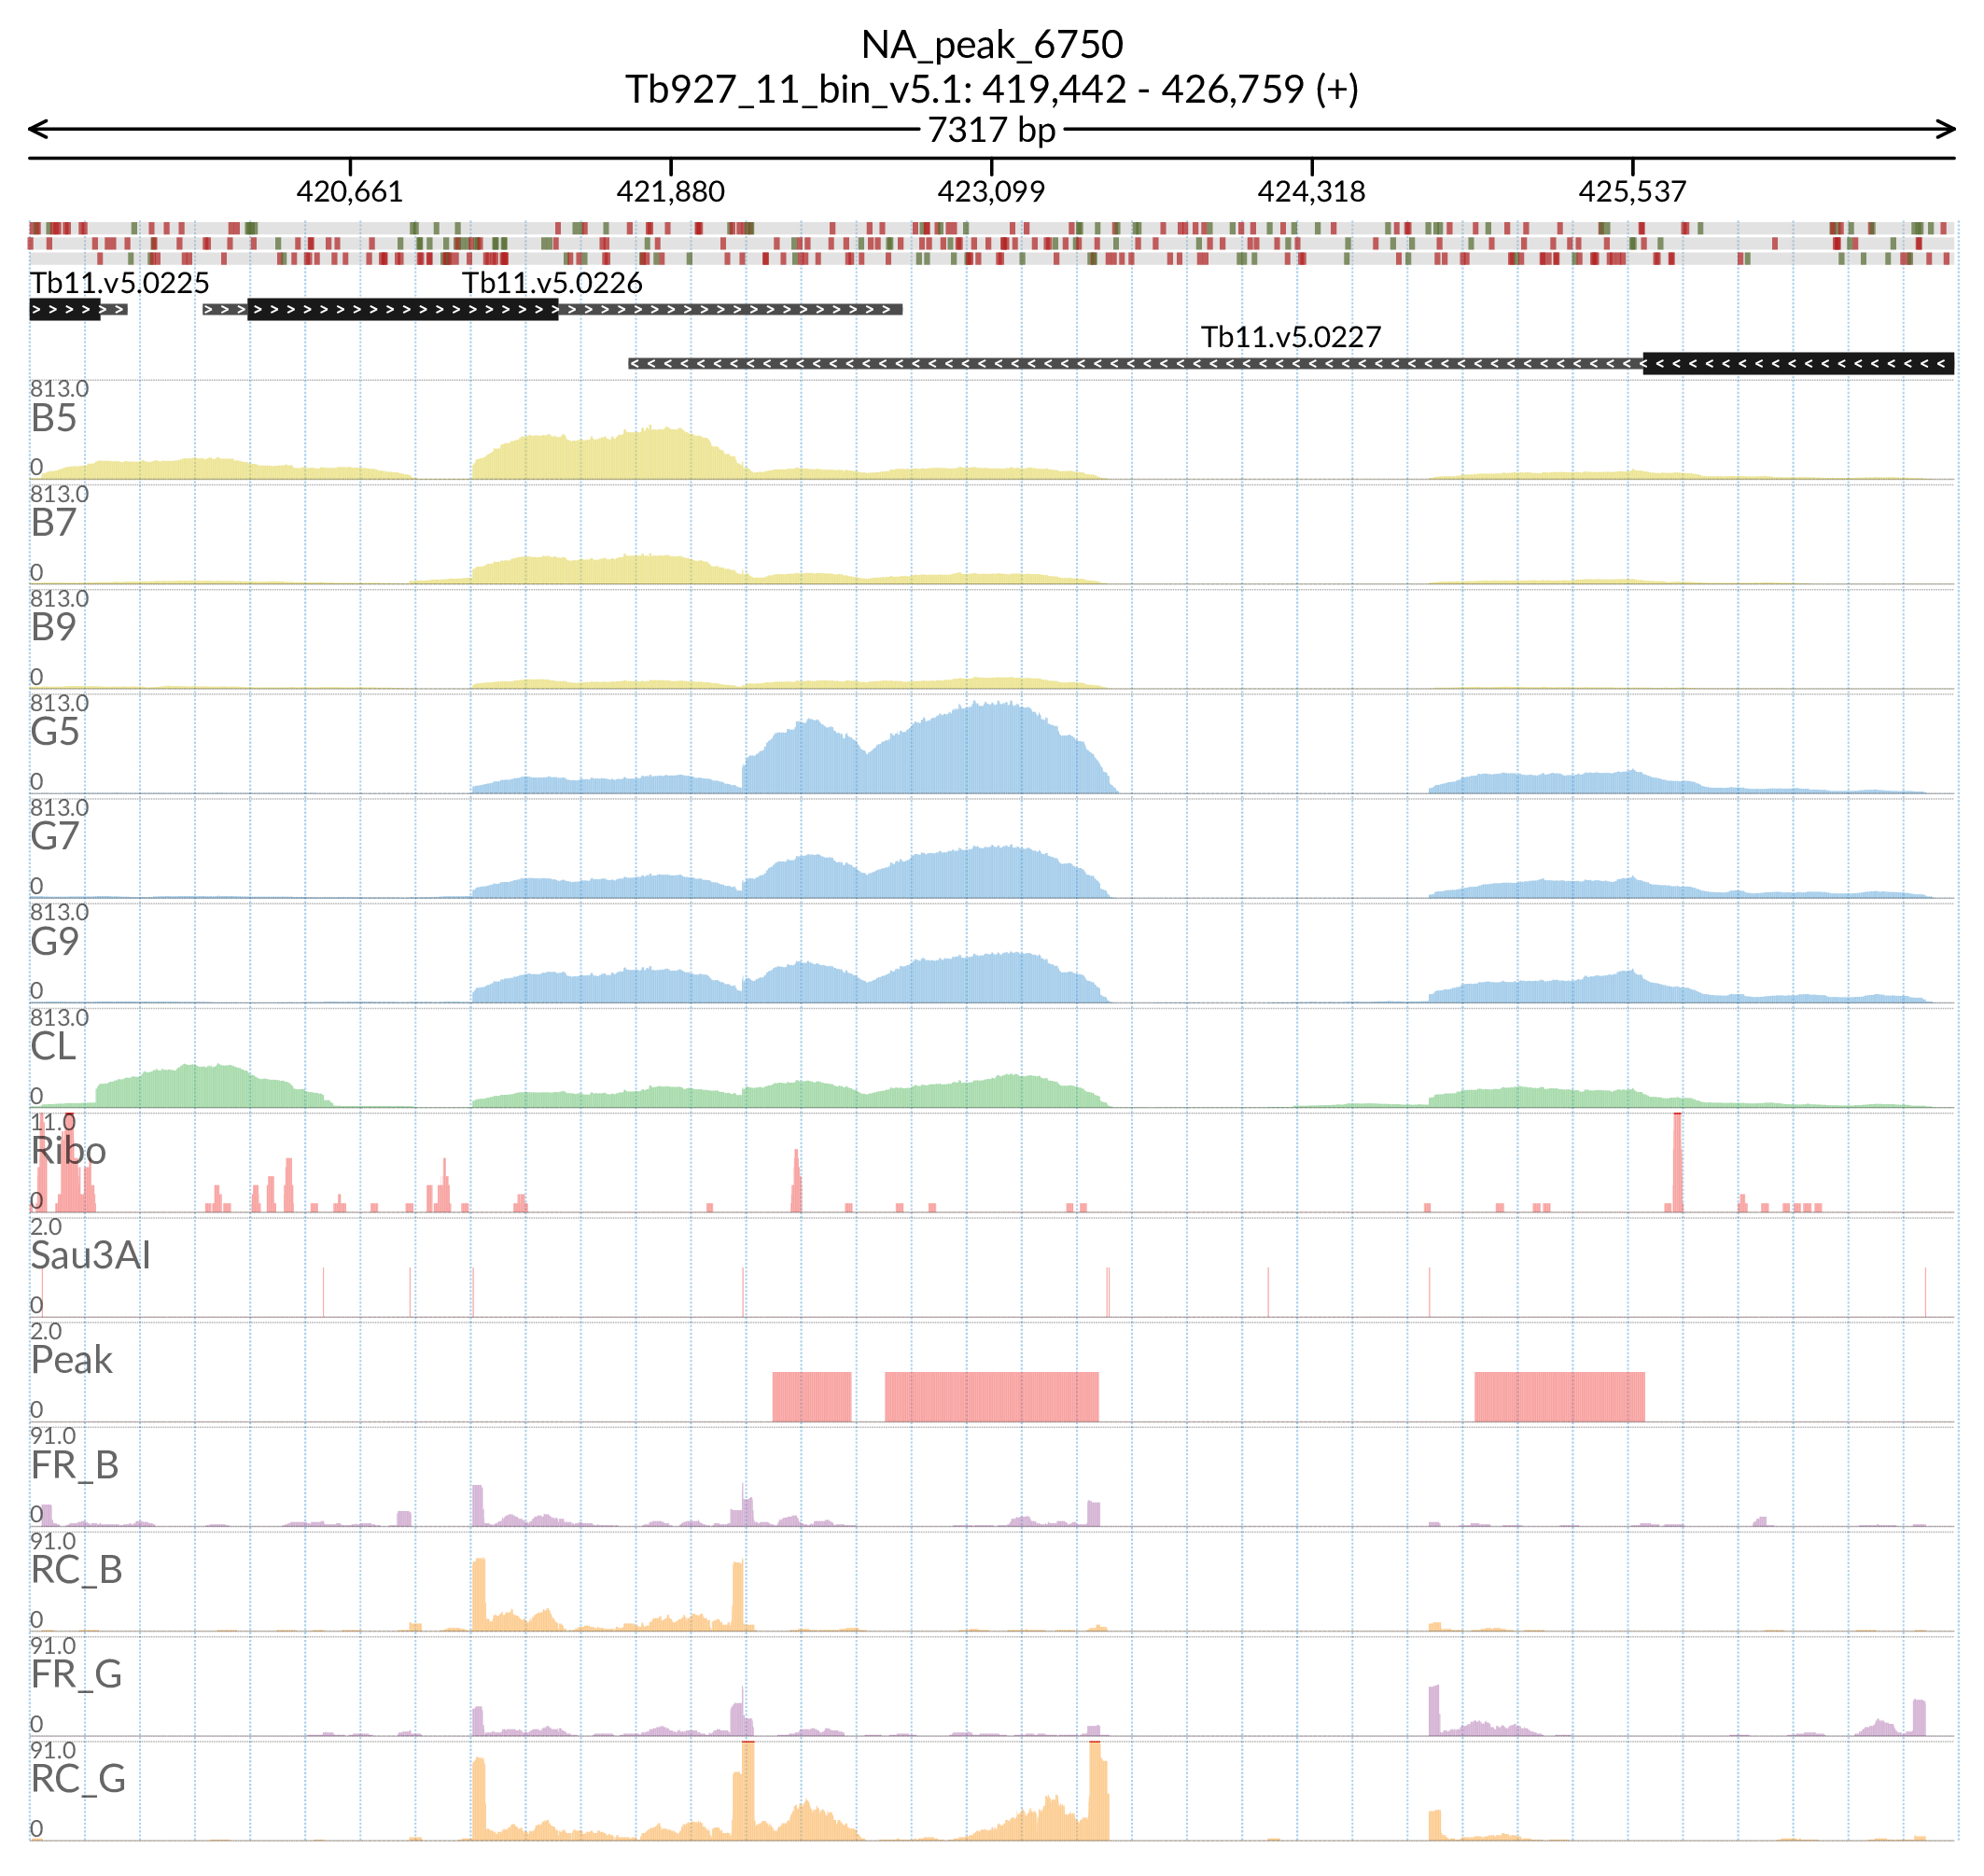 NA_peak_6750
Tb927_11_bin_v5.1: 419,442 - 426,759 (+)
7317 bp
420,661 421,880 423,099 424,318 425,537
Tb11.v5.0225 Tb11.v5.0226
Tb11.v5.0227
813.0
B5
0
813.0
B7
0
813.0
B9
0
813.0
G5
0
813.0
G7
0
813.0
G9
0
813.0
CL
0
11.0
Ribo
0
2.0
Sau3AI
0
2.0
Peak
0
91.0
FR_B
0
91.0
RC_B
0
91.0
FR_G
0
91.0
RC_G
0